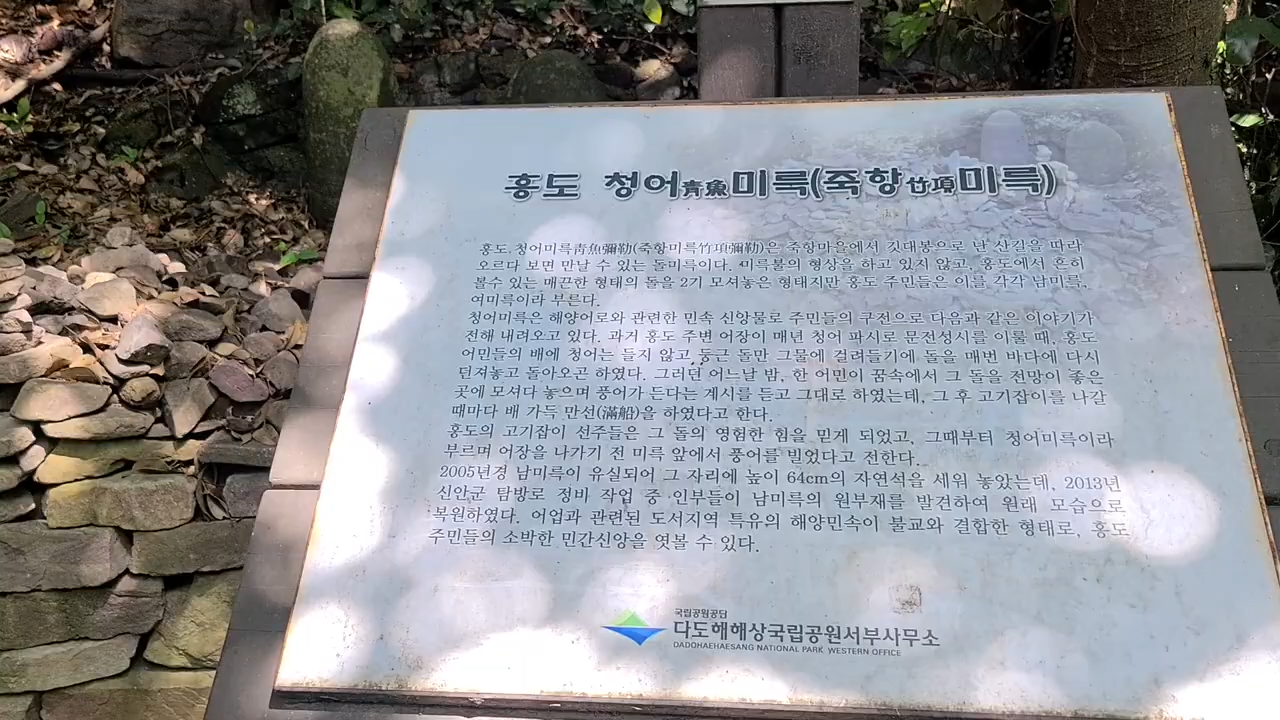 홍도 청어靑魚미륵(죽항竹項미륵)
홍도 청어미륵靑魚彌勒(죽항미륵竹項彌勒)은 죽항마을에서 깃대봉으로 난 산길을 따라
오르다 보면 만날 수 있는 돌미륵이다. 미륵불의 형상을 하고 있지 않고, 홍도에서 흔히
볼수 있는 매끈한 형태의 돌을 2기 모셔놓은 형태지만 홍도 주민들은 이를 각각 남미륵,
여미륵이라 부른다.
청어미륵은 해양어로와 관련한 민속 신앙물로 주민들의 구전으로 다음과 같은 이야기가
전해 내려오고 있다. 과거 홍도 주변 어장이 매년 청어 파시로 문전성시를 이룰 때, 홍도
어민들의 배에 청어는 들지 않고, 둥근 돌만 그물에 걸려들기에 돌을 매번 바다에 다시
던져놓고 돌아오곤 하였다. 그러던 어느날 밤, 한 어민이 꿈속에서 그 돌을 전망이 좋은
곳에 모셔다 놓으며 풍어가 든다는 계시를 듣고 그대로 하였는데, 그 후 고기잡이를 나갈
때마다 배 가득 만선(滿船)을 하였다고 한다.
홍도의 고기잡이 선주들은 그 돌의 영험한 힘을 믿게 되었고, 그때부터 청어미륵이라
부르며 어장을 나가기 전 미륵 앞에서 풍어를 빌었다고 전한다.
2005년경 남미륵이 유실되어 그 자리에 높이 64cm의 자연석을 세워 놓았는데, 2013년
신안군 탐방로 정비 작업 중 인부들이 남미륵의 원부재를 발견하여 원래 모습으로
복원하였다. 어업과 관련된 도서지역 특유의 해양민속이 불교와 결합한 형태로, 홍도
주민들의 소박한 민간신앙을 엿볼 수 있다.
국립공원공단
다도해해상국립공원서부사무소
DADOHAEHAESANG NATIONAL PARK WESTERN OFFICE